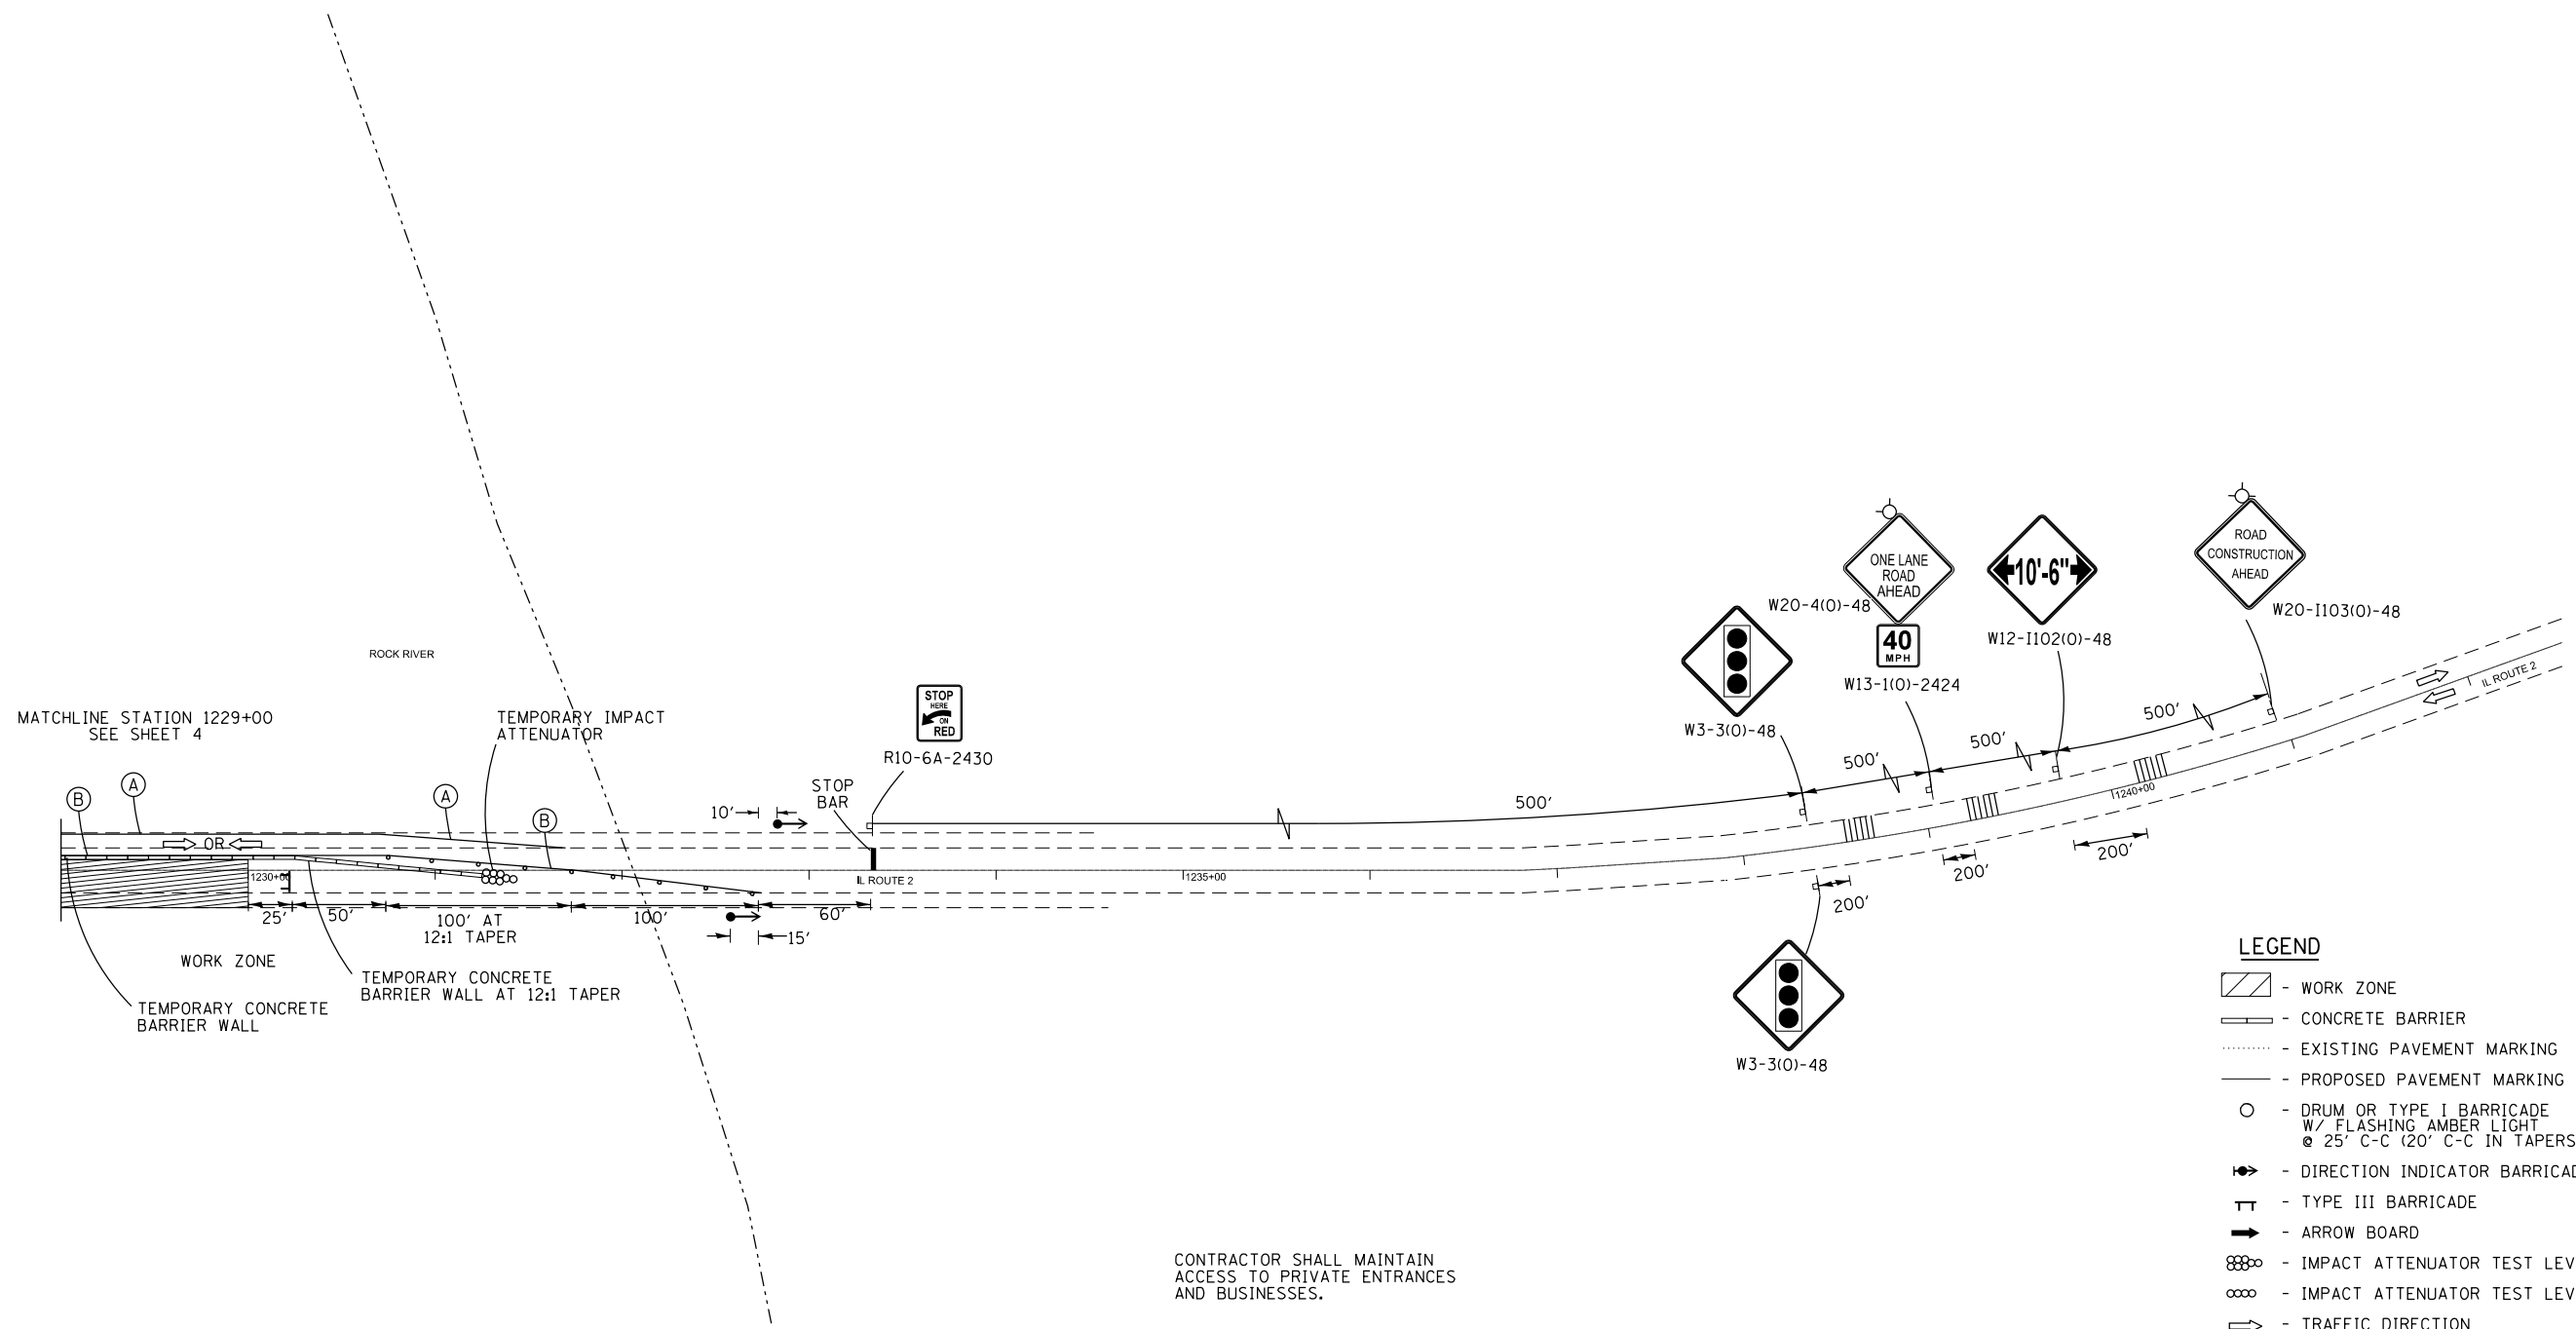 ROCK RIVER
MATCHLINE STATION 1229+00
SEE SHEET 4
B
A
OR
1230+00
25'
50'
100' AT
12:1 TAPER
100'
60'
15'
10'
WORK ZONE
TEMPORARY CONCRETE
BARRIER WALL
TEMPORARY CONCRETE
BARRIER WALL AT 12:1 TAPER
A
B
TEMPORARY IMPACT
ATTENUATOR
STOP
BAR
STOP
HERE
ON
RED
R10-6A-2430
IL ROUTE 2
1235+00
500'
W3-3(O)-48
W20-4(O)-48
ONE LANE
ROAD
AHEAD
40
MPH
W13-1(O)-2424
10'-6"
W12-I102(O)-48
ROAD
CONSTRUCTION
AHEAD
W20-I103(O)-48
500'
500'
500'
1240+00
IL ROUTE 2
200'
200'
200'
W3-3(O)-48
CONTRACTOR SHALL MAINTAIN
ACCESS TO PRIVATE ENTRANCES
AND BUSINESSES.
LEGEND
- WORK ZONE
- CONCRETE BARRIER
- EXISTING PAVEMENT MARKING
- PROPOSED PAVEMENT MARKING
- DRUM OR TYPE I BARRICADE
W/ FLASHING AMBER LIGHT
@ 25' C-C (20' C-C IN TAPERS
- DIRECTION INDICATOR BARRICAD
- TYPE III BARRICADE
- ARROW BOARD
- IMPACT ATTENUATOR TEST LEV
- IMPACT ATTENUATOR TEST LEV
- TRAFFIC DIRECTION